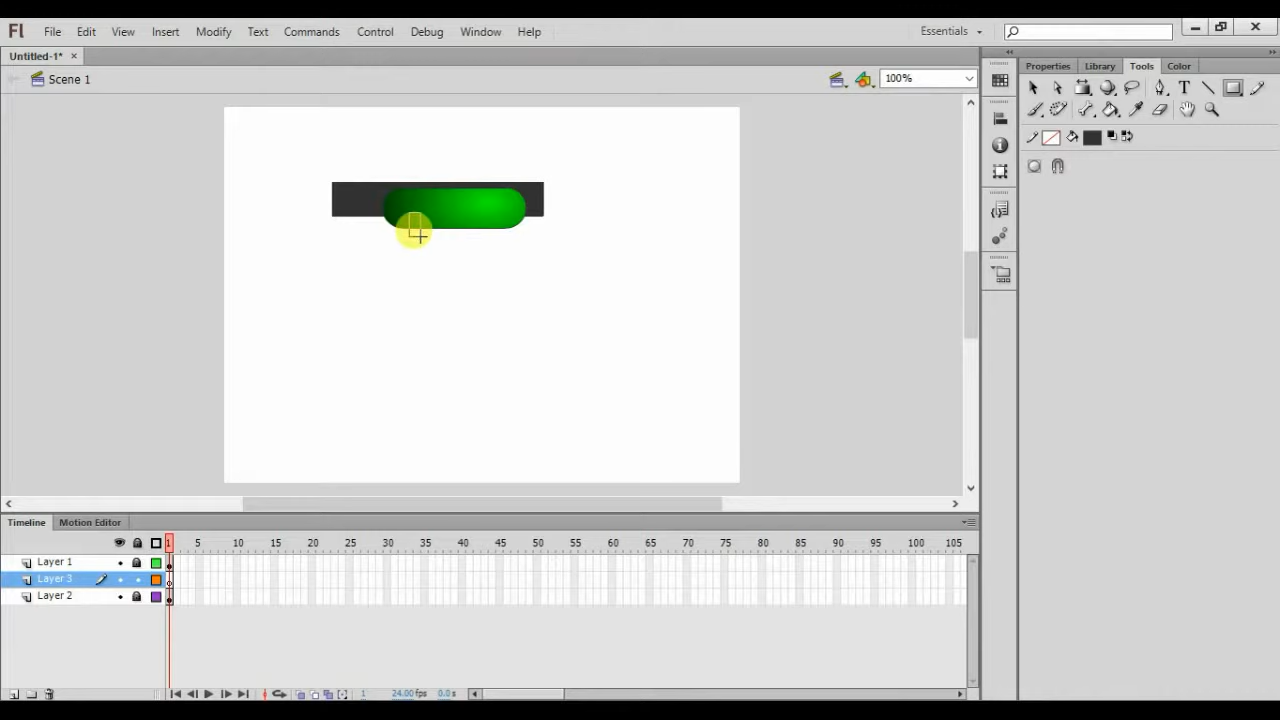 Fl File Edit View Insert Modify Text Commands Control Debug Window Help Essentials
Untitled-1*
Scene 1 100%
Properties Library Tools Color
Timeline Motion Editor
1 5 10 15 20 25 30 35 40 45 50 55 60 65 70 75 80 85 90 95 100 105
Layer 1
Layer 3
Layer 2
1 24.00 fps 0.0 s